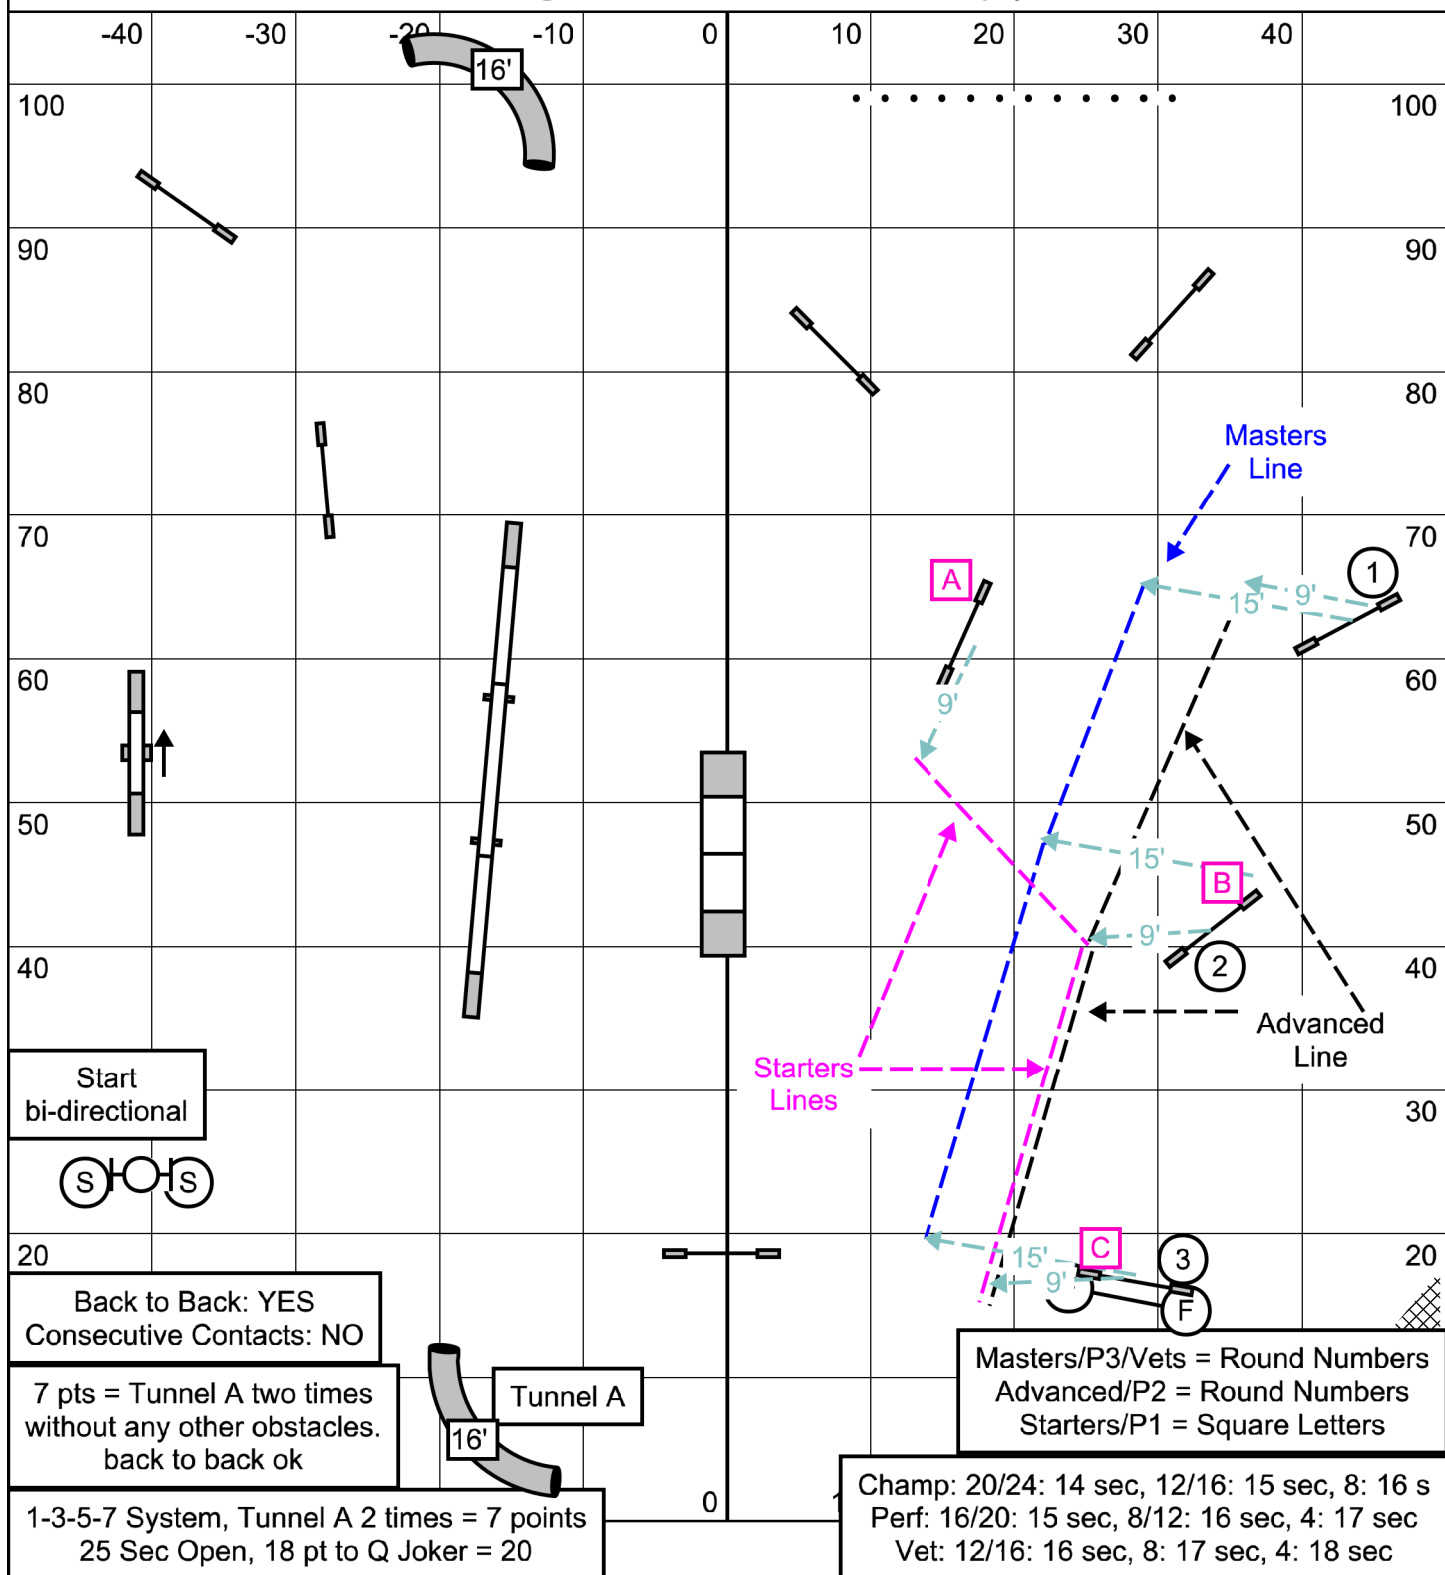 -40 -30 -20 -10 0 10 20 30 40
16'
100 100
90 90
80 80
Masters
Line
70 70
A
1
9'
15'
60 60
9'
50 50
15'
B
9'
40 40
2
Advanced
Line
Starters
Lines
Start
bi-directional
30
S S
20 20
C
3
15'
9'
F
Back to Back: YES
Consecutive Contacts: NO
Masters/P3/Vets = Round Numbers
Advanced/P2 = Round Numbers
Starters/P1 = Square Letters
7 pts = Tunnel A two times
without any other obstacles.
back to back ok
Tunnel A
16'
0
Champ: 20/24: 14 sec, 12/16: 15 sec, 8: 16 s
Perf: 16/20: 15 sec, 8/12: 16 sec, 4: 17 sec
Vet: 12/16: 16 sec, 8: 17 sec, 4: 18 sec
1-3-5-7 System, Tunnel A 2 times = 7 points
25 Sec Open, 18 pt to Q Joker = 20